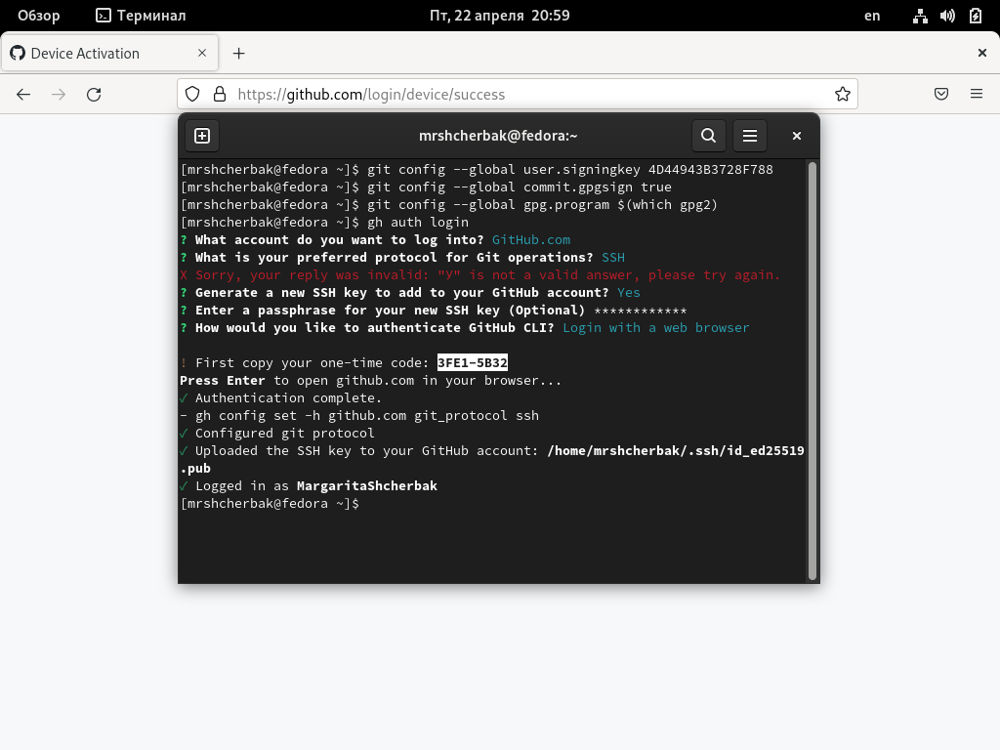 Обзор Терминал Пт, 22 апреля 20:59 en
Device Activation
https://github.com/login/device/success
mrshcherbak@fedora:~
[mrshcherbak@fedora ~]$ git config --global user.signingkey 4D44943B3728F788
[mrshcherbak@fedora ~]$ git config --global commit.gpgsign true
[mrshcherbak@fedora ~]$ git config --global gpg.program $(which gpg2)
[mrshcherbak@fedora ~]$ gh auth login
? What account do you want to log into? GitHub.com
? What is your preferred protocol for Git operations? SSH
X Sorry, your reply was invalid: "У" is not a valid answer, please try again.
? Generate a new SSH key to add to your GitHub account? Yes
? Enter a passphrase for your new SSH key (Optional) ************
? How would you like to authenticate GitHub CLI? Login with a web browser
! First copy your one-time code: 3FE1-5B32
Press Enter to open github.com in your browser...
✓ Authentication complete.
- gh config set -h github.com git_protocol ssh
✓ Configured git protocol
✓ Uploaded the SSH key to your GitHub account: /home/mrshcherbak/.ssh/id_ed25519
.pub
✓ Logged in as MargaritaShcherbak
[mrshcherbak@fedora ~]$